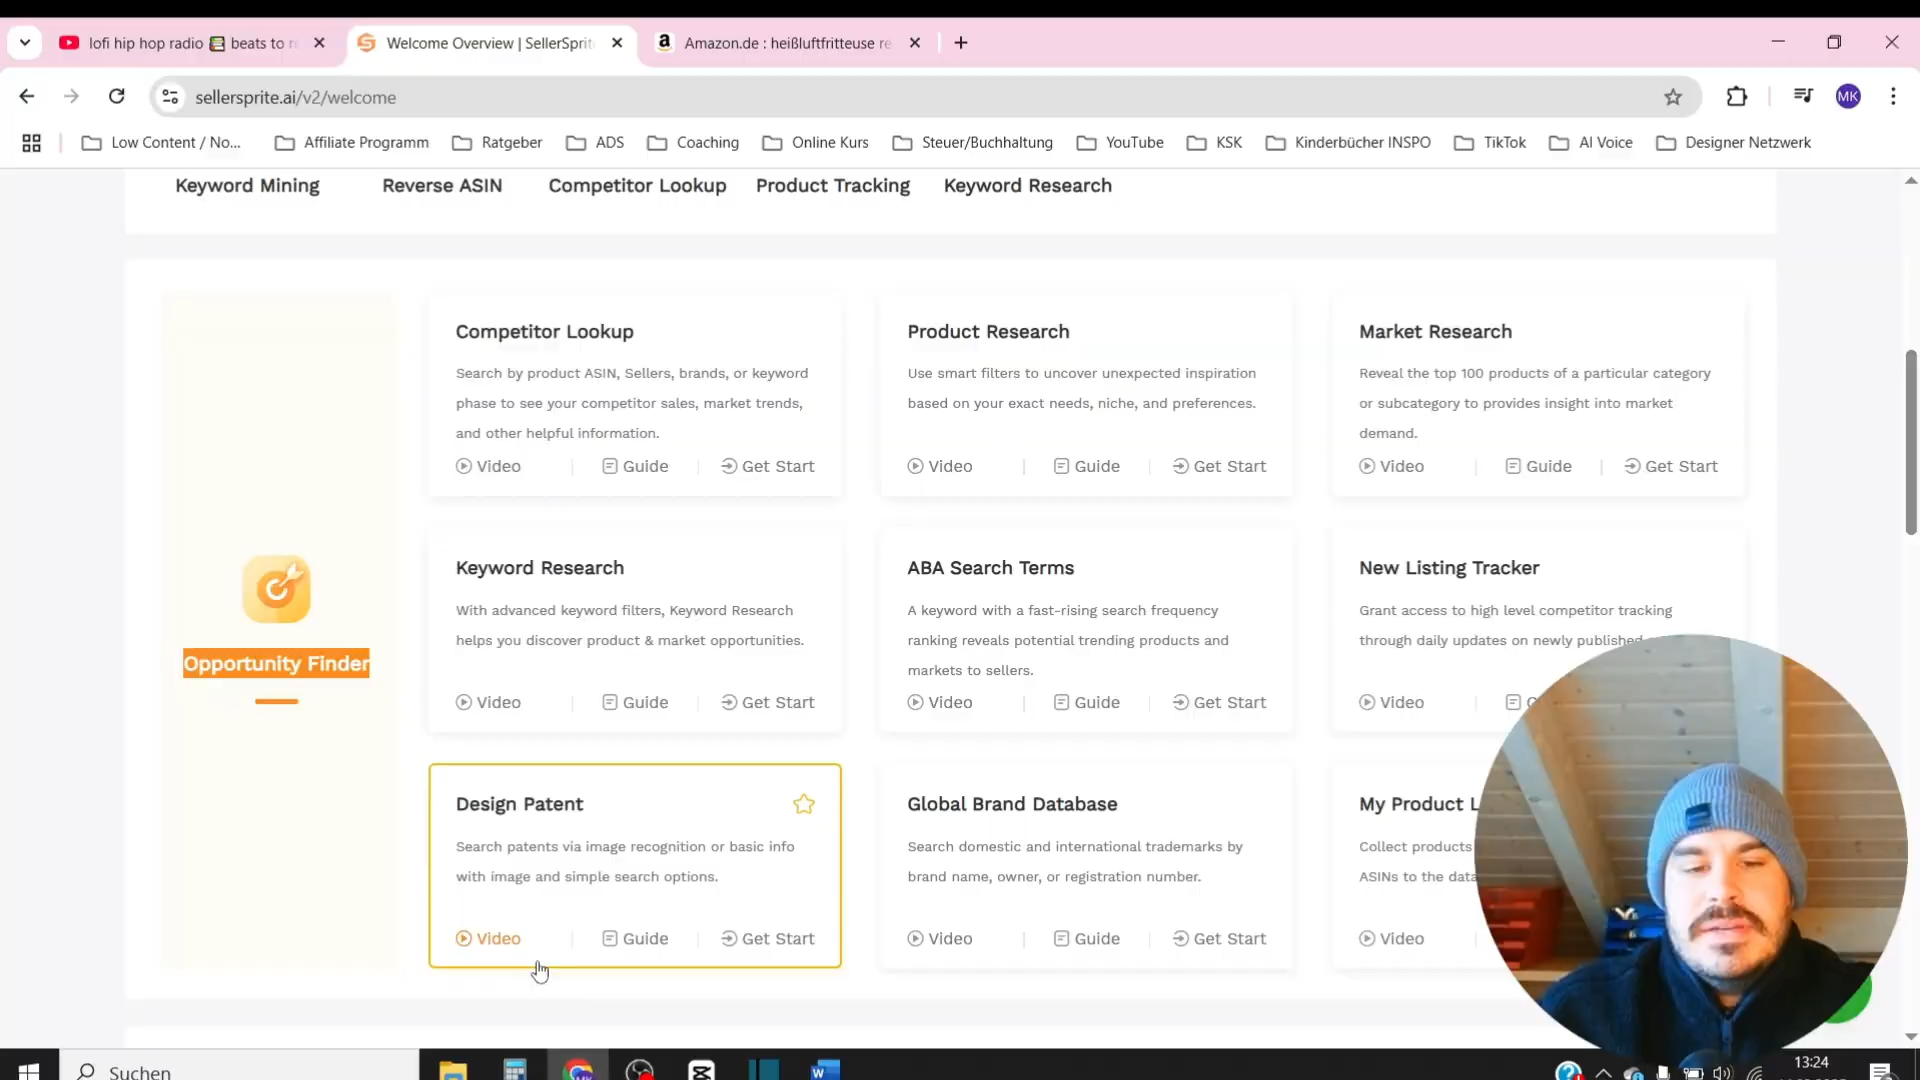 lofi hip hop radio 📚 beats to r
Welcome Overview | SellerSprit
Amazon.de : heißluftfritteuse re
sellersprite.ai/v2/welcome
MK
Low Content / No...
Affiliate Programm
Ratgeber
ADS
Coaching
Online Kurs
Steuer/Buchhaltung
YouTube
KSK
Kinderbücher INSPO
TikTok
AI Voice
Designer Netzwerk
Keyword Mining
Reverse ASIN
Competitor Lookup
Product Tracking
Keyword Research
Opportunity Finder
Competitor Lookup
Search by product ASIN, Sellers, brands, or keyword
phase to see your competitor sales, market trends,
and other helpful information.
Video | Guide | Get Start
Product Research
Use smart filters to uncover unexpected inspiration
based on your exact needs, niche, and preferences.
Video | Guide | Get Start
Market Research
Reveal the top 100 products of a particular category
or subcategory to provides insight into market
demand.
Video | Guide | Get Start
Keyword Research
With advanced keyword filters, Keyword Research
helps you discover product & market opportunities.
Video | Guide | Get Start
ABA Search Terms
A keyword with a fast-rising search frequency
ranking reveals potential trending products and
markets to sellers.
Video | Guide | Get Start
New Listing Tracker
Grant access to high level competitor tracking
through daily updates on newly published
Video
Design Patent
Search patents via image recognition or basic info
with image and simple search options.
Video | Guide | Get Start
Global Brand Database
Search domestic and international trademarks by
brand name, owner, or registration number.
Video | Guide | Get Start
My Product L
Collect products
ASINs to the data
Video
Suchen
13:24